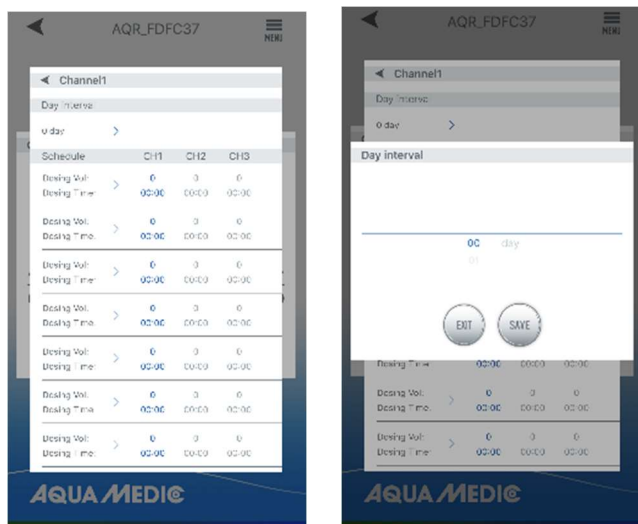 AQR_FDFC37
MENU
Channel1
Day interval
0 day
Schedule CH1 CH2 CH3
Dosing Vol: 0 0 0
Dosing Time: 00:00 00:00 00:00
Dosing Vol: 0 0 0
Dosing Time: 00:00 00:00 00:00
Dosing Vol: 0 0 0
Dosing Time: 00:00 00:00 00:00
Dosing Vol: 0 0 0
Dosing Time: 00:00 00:00 00:00
Dosing Vol: 0 0 0
Dosing Time: 00:00 00:00 00:00
Dosing Vol: 0 0 0
Dosing Time: 00:00 00:00 00:00
Dosing Vol: 0 0 0
Dosing Time: 00:00 00:00 00:00
AQUA MEDIC
AQR_FDFC37
MENU
Channel1
Day interval
0 day
Day interval
00 day
01
EXIT SAVE
Dosing Time: 00:00 00:00 00:00
Dosing Vol: 0 0 0
Dosing Time: 00:00 00:00 00:00
Dosing Vol: 0 0 0
Dosing Time: 00:00 00:00 00:00
AQUA MEDIC